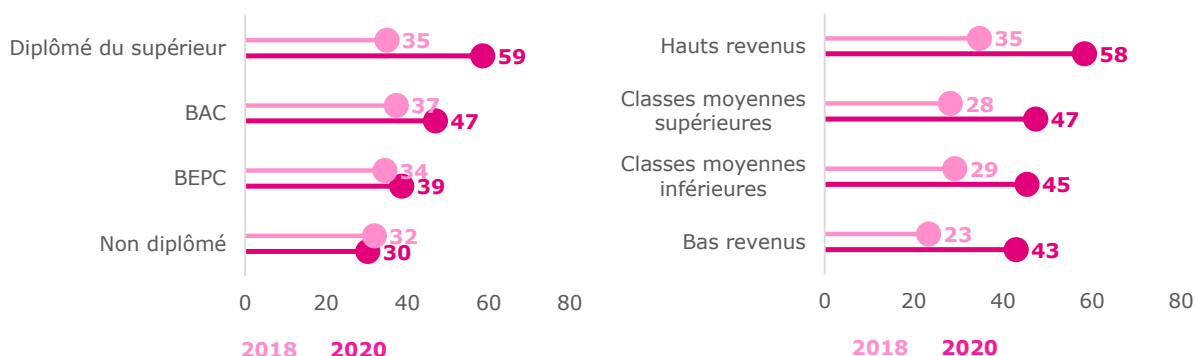 Diplômé du supérieur
35
59
BAC
37
47
BEPC
34
39
Non diplômé
32
30
0 20 40 60 80
2018 2020
Hauts revenus
35
58
Classes moyennes
supérieures
28
47
Classes moyennes
inférieures
29
45
Bas revenus
23
43
0 20 40 60 80
2018 2020